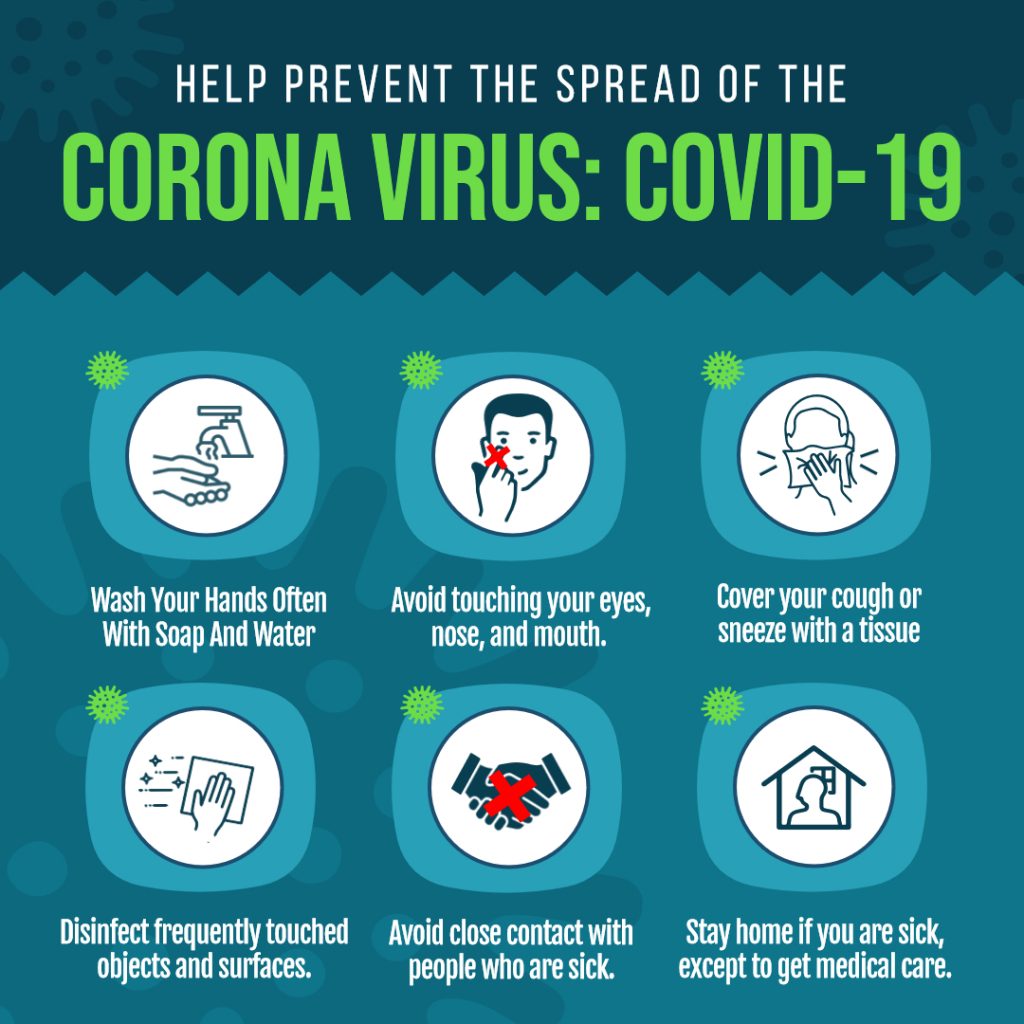 HELP PREVENT THE SPREAD OF THE
CORONA VIRUS: COVID-19
Wash Your Hands Often
With Soap And Water
Avoid touching your eyes,
nose, and mouth.
Cover your cough or
sneeze with a tissue
Disinfect frequently touched
objects and surfaces.
Avoid close contact with
people who are sick.
Stay home if you are sick,
except to get medical care.